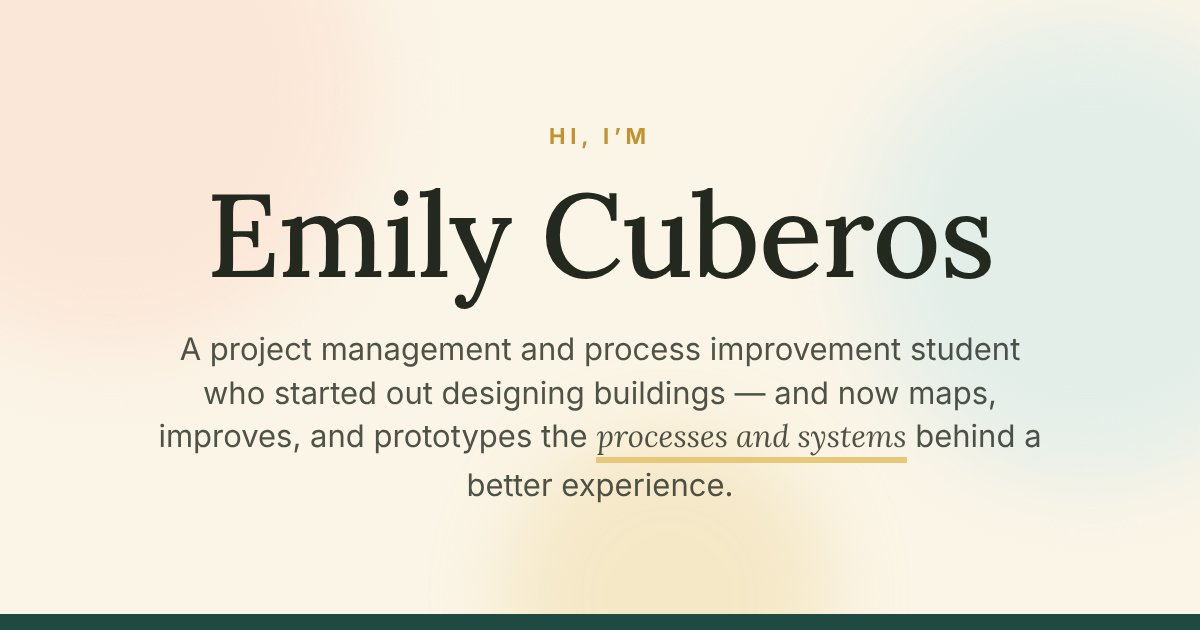 HI, I’M
Emily Cuberos
A project management and process improvement student
who started out designing buildings — and now maps,
improves, and prototypes the processes and systems behind a
better experience.